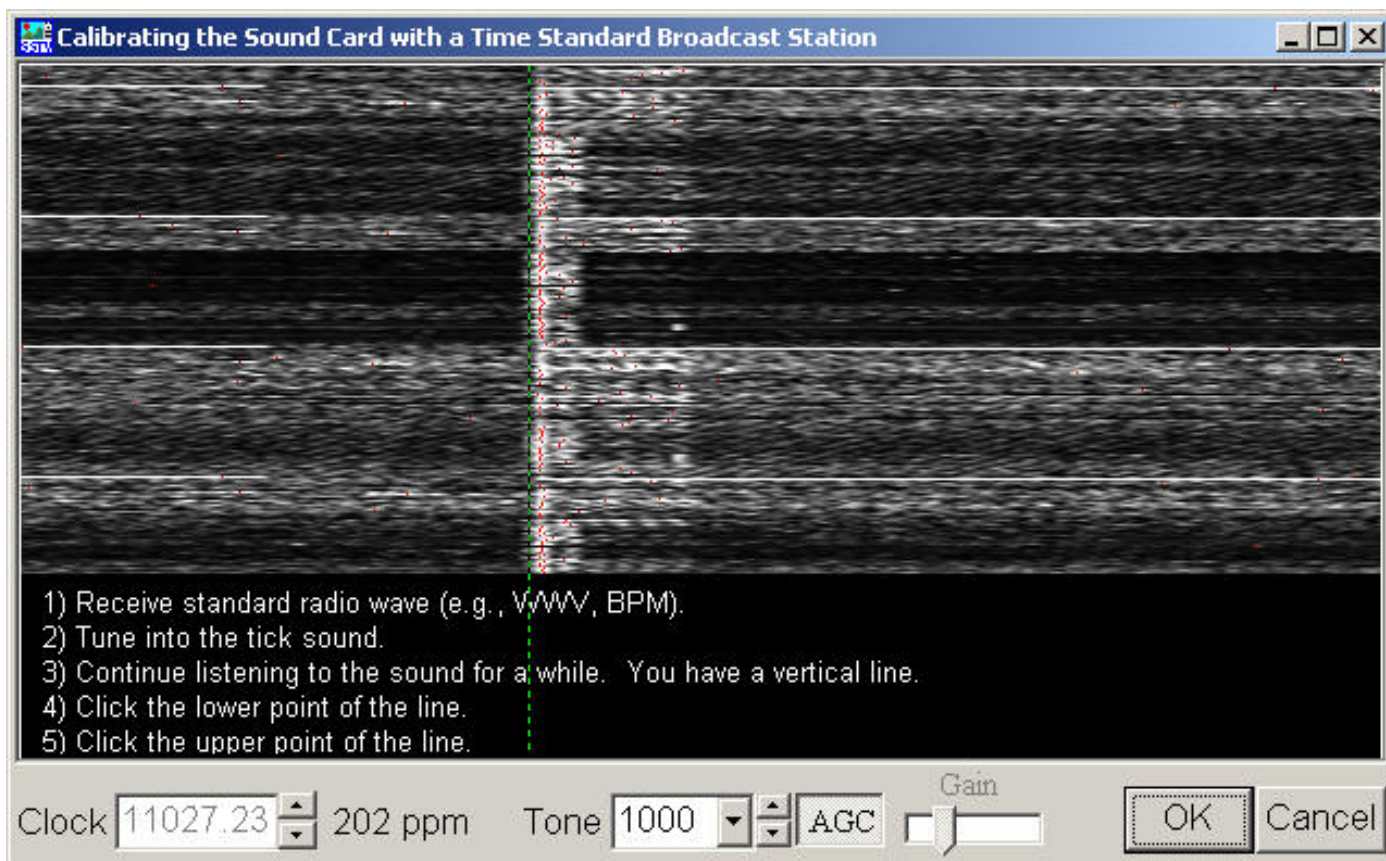 Calibrating the Sound Card with a Time Standard Broadcast Station
1) Receive standard radio wave (e.g., WWV, BPM).
2) Tune into the tick sound.
3) Continue listening to the sound for a while. You have a vertical line.
4) Click the lower point of the line.
5) Click the upper point of the line.
Gain
Clock 11027.23 202 ppm Tone 1000 AGC OK Cancel